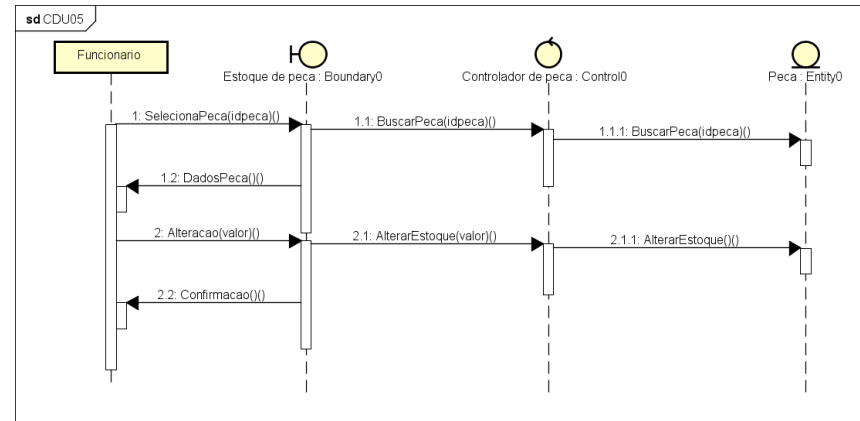 sd CDU05
Funcionario
Estoque de peca : Boundary0
Controlador de peca : Control0
Peca : Entity0
1: SelecionaPeca(idpeca)()
1.1: BuscarPeca(idpeca)()
1.1.1: BuscarPeca(idpeca)()
1.2: DadosPeca()()
2: Alteracao(valor)()
2.1: AlterarEstoque(valor)()
2.1.1: AlterarEstoque()()
2.2: Confirmacao()()